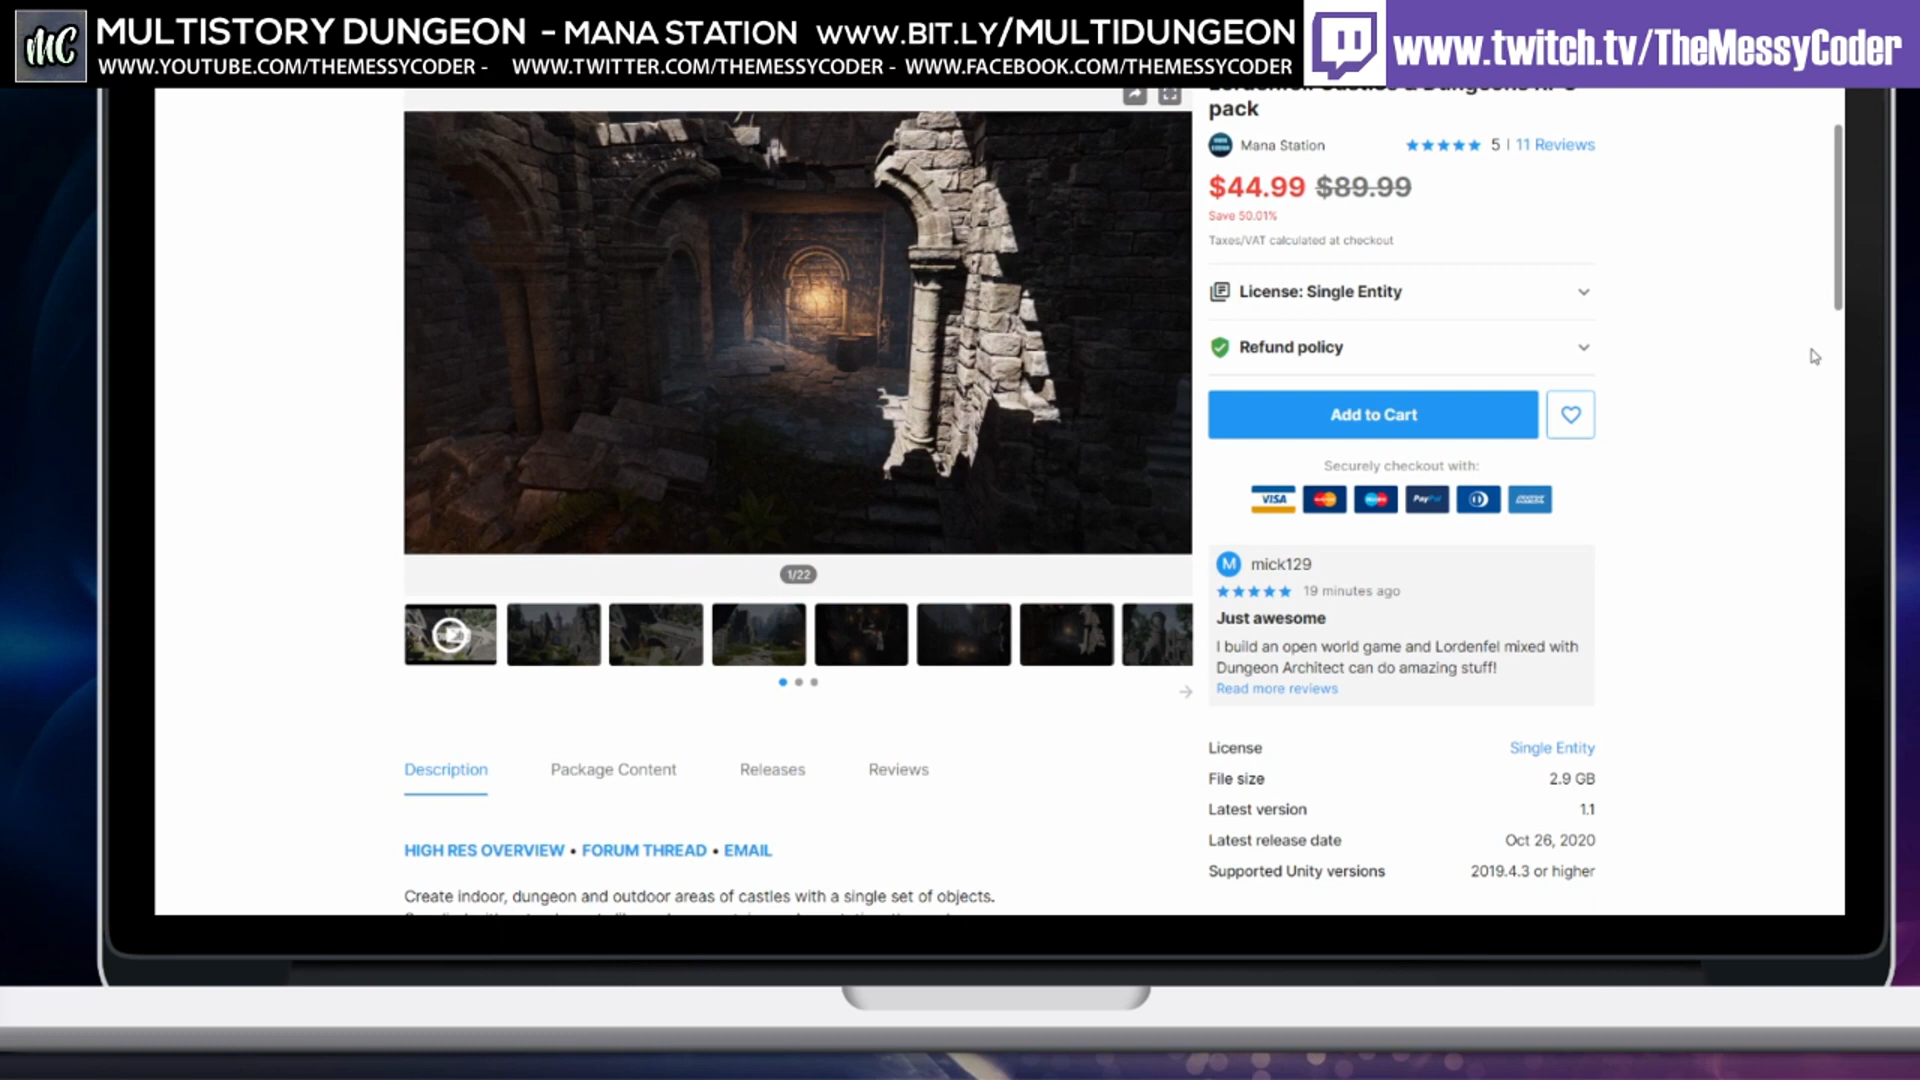 MC
MULTISTORY DUNGEON - MANA STATION WWW.BIT.LY/MULTIDUNGEON
WWW.YOUTUBE.COM/THEMESSYCODER - WWW.TWITTER.COM/THEMESSYCODER - WWW.FACEBOOK.COM/THEMESSYCODER
www.twitch.tv/TheMessyCoder
pack
Mana Station
5 | 11 Reviews
$44.99 $89.99
Save 50.01%
Taxes/VAT calculated at checkout
License: Single Entity
Refund policy
Add to Cart
Securely checkout with:
VISA
PayPal
1/22
M mick129
19 minutes ago
Just awesome
I build an open world game and Lordenfel mixed with
Dungeon Architect can do amazing stuff!
Read more reviews
License Single Entity
File size 2.9 GB
Latest version 1.1
Latest release date Oct 26, 2020
Supported Unity versions 2019.4.3 or higher
Description Package Content Releases Reviews
HIGH RES OVERVIEW • FORUM THREAD • EMAIL
Create indoor, dungeon and outdoor areas of castles with a single set of objects.